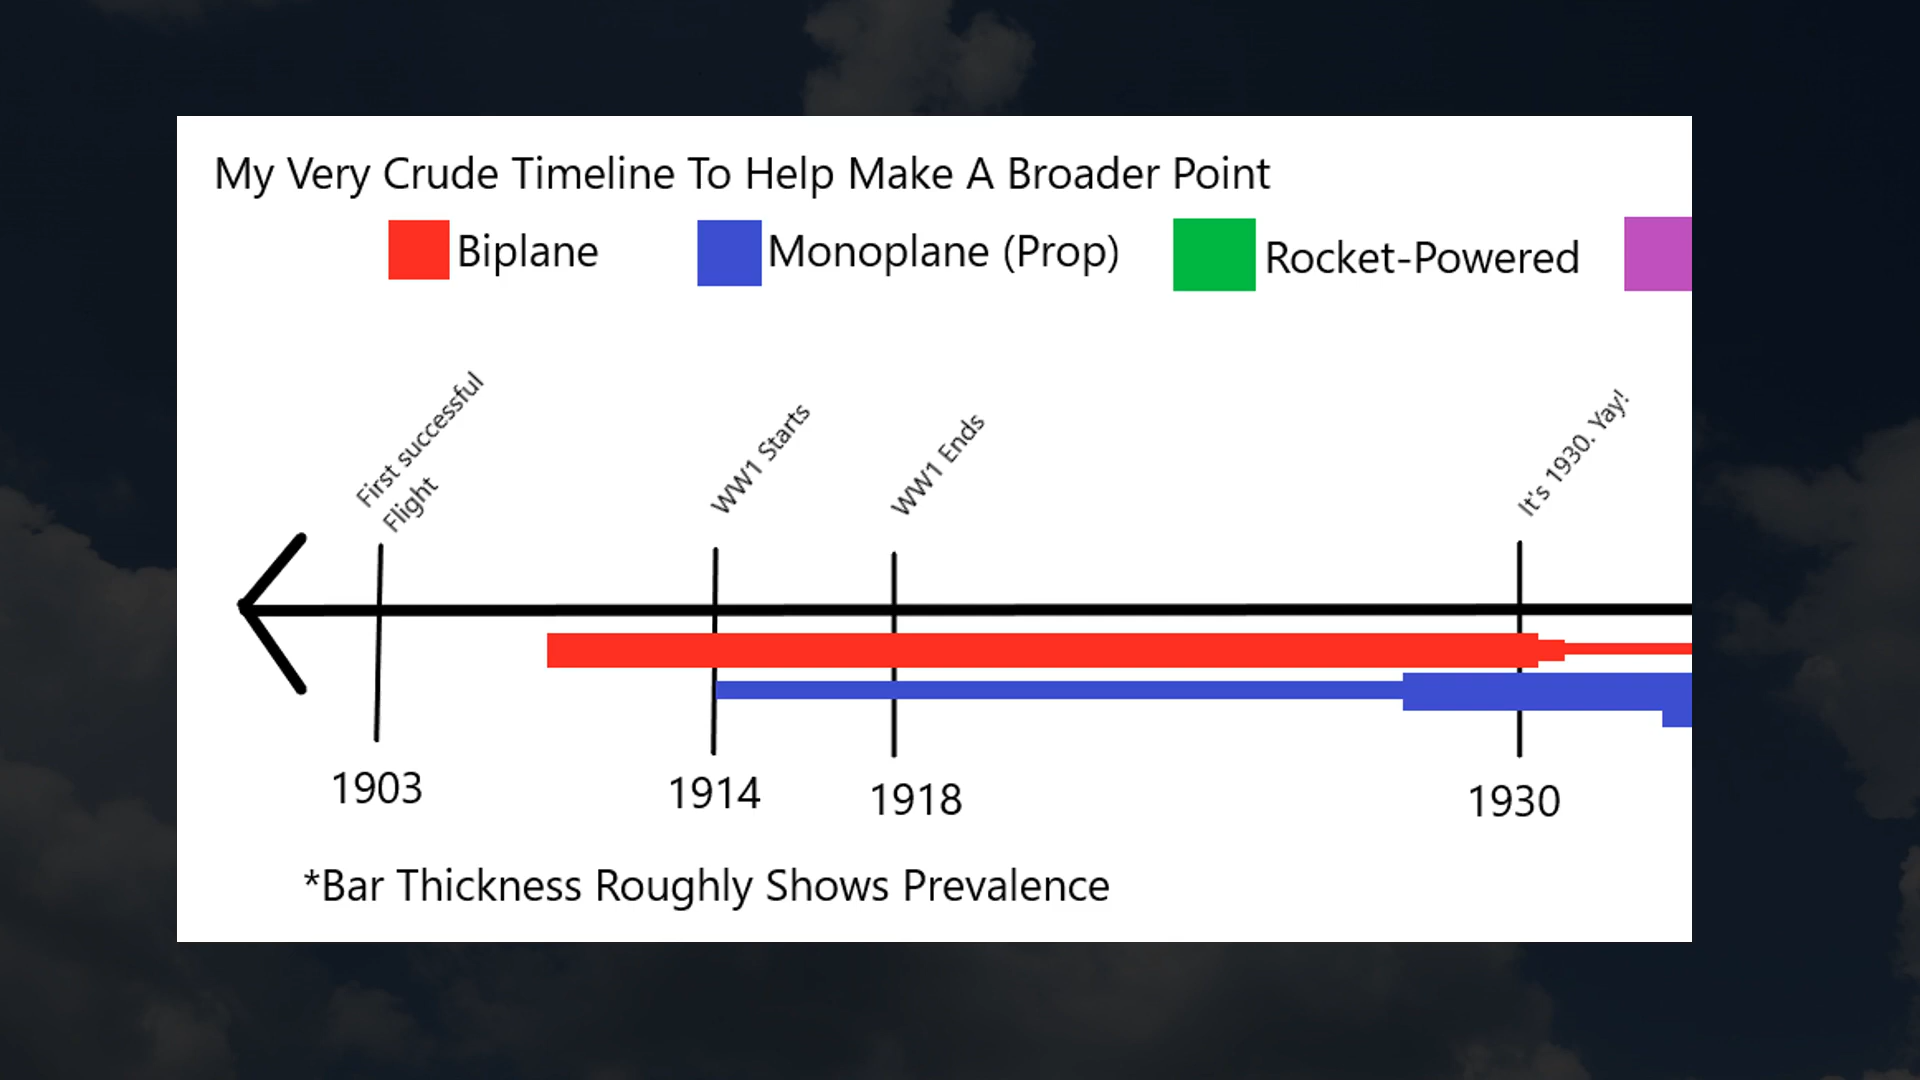 My Very Crude Timeline To Help Make A Broader Point
Biplane
Monoplane (Prop)
Rocket-Powered
First successful
Flight
WW1 Starts
WW1 Ends
It's 1930. Yay!
1903
1914
1918
1930
*Bar Thickness Roughly Shows Prevalence